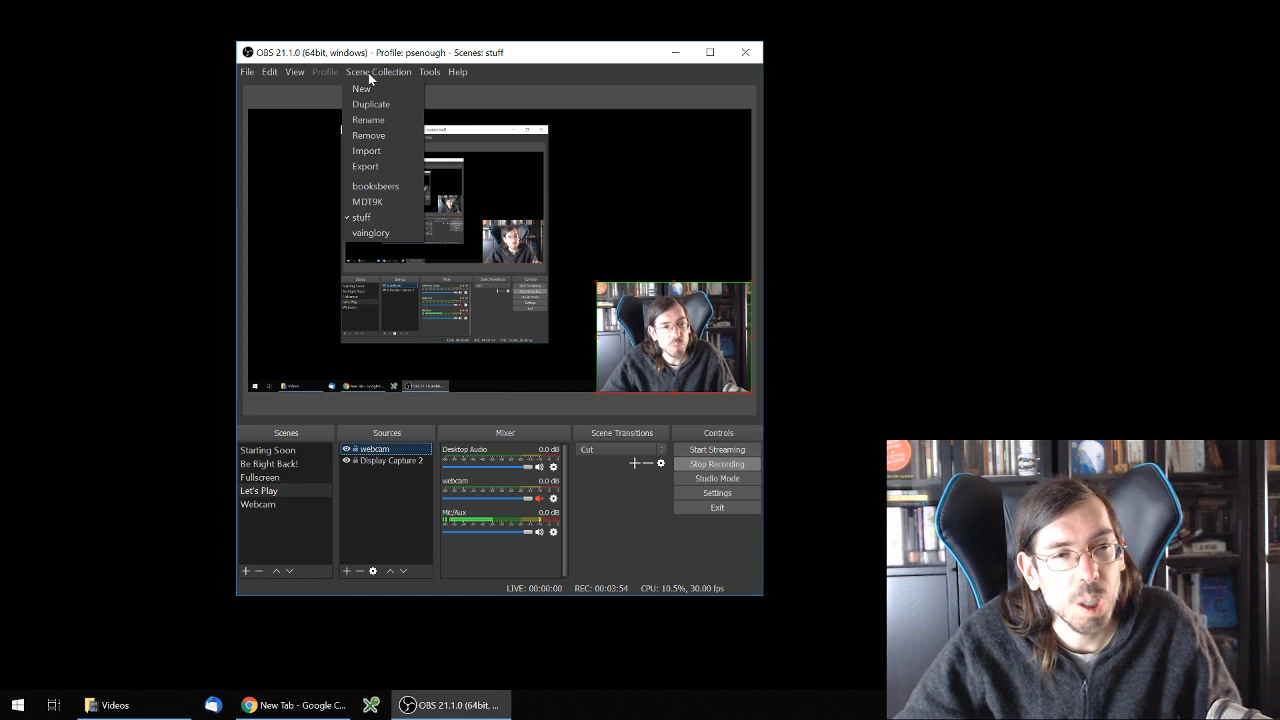 OBS 21.1.0 (64bit, windows) - Profile: psenough - Scenes: stuff
File Edit View Profile Scene Collection Tools Help
New
Duplicate
Rename
Remove
Import
Export
booksbeers
MDT9K
stuff
vainglory
Scenes
Starting Soon
Be Right Back!
Fullscreen
Let's Play
Webcam
Sources
webcam
Display Capture 2
Mixer
Desktop Audio 0.0 dB
webcam 0.0 dB
Mic/Aux 0.0 dB
Scene Transitions
Cut
Controls
Start Streaming
Stop Recording
Studio Mode
Settings
Exit
LIVE: 00:00:00 REC: 00:03:54 CPU: 10.5%, 30.00 fps
Videos
New Tab - Google C...
OBS 21.1.0 (64bit, ...